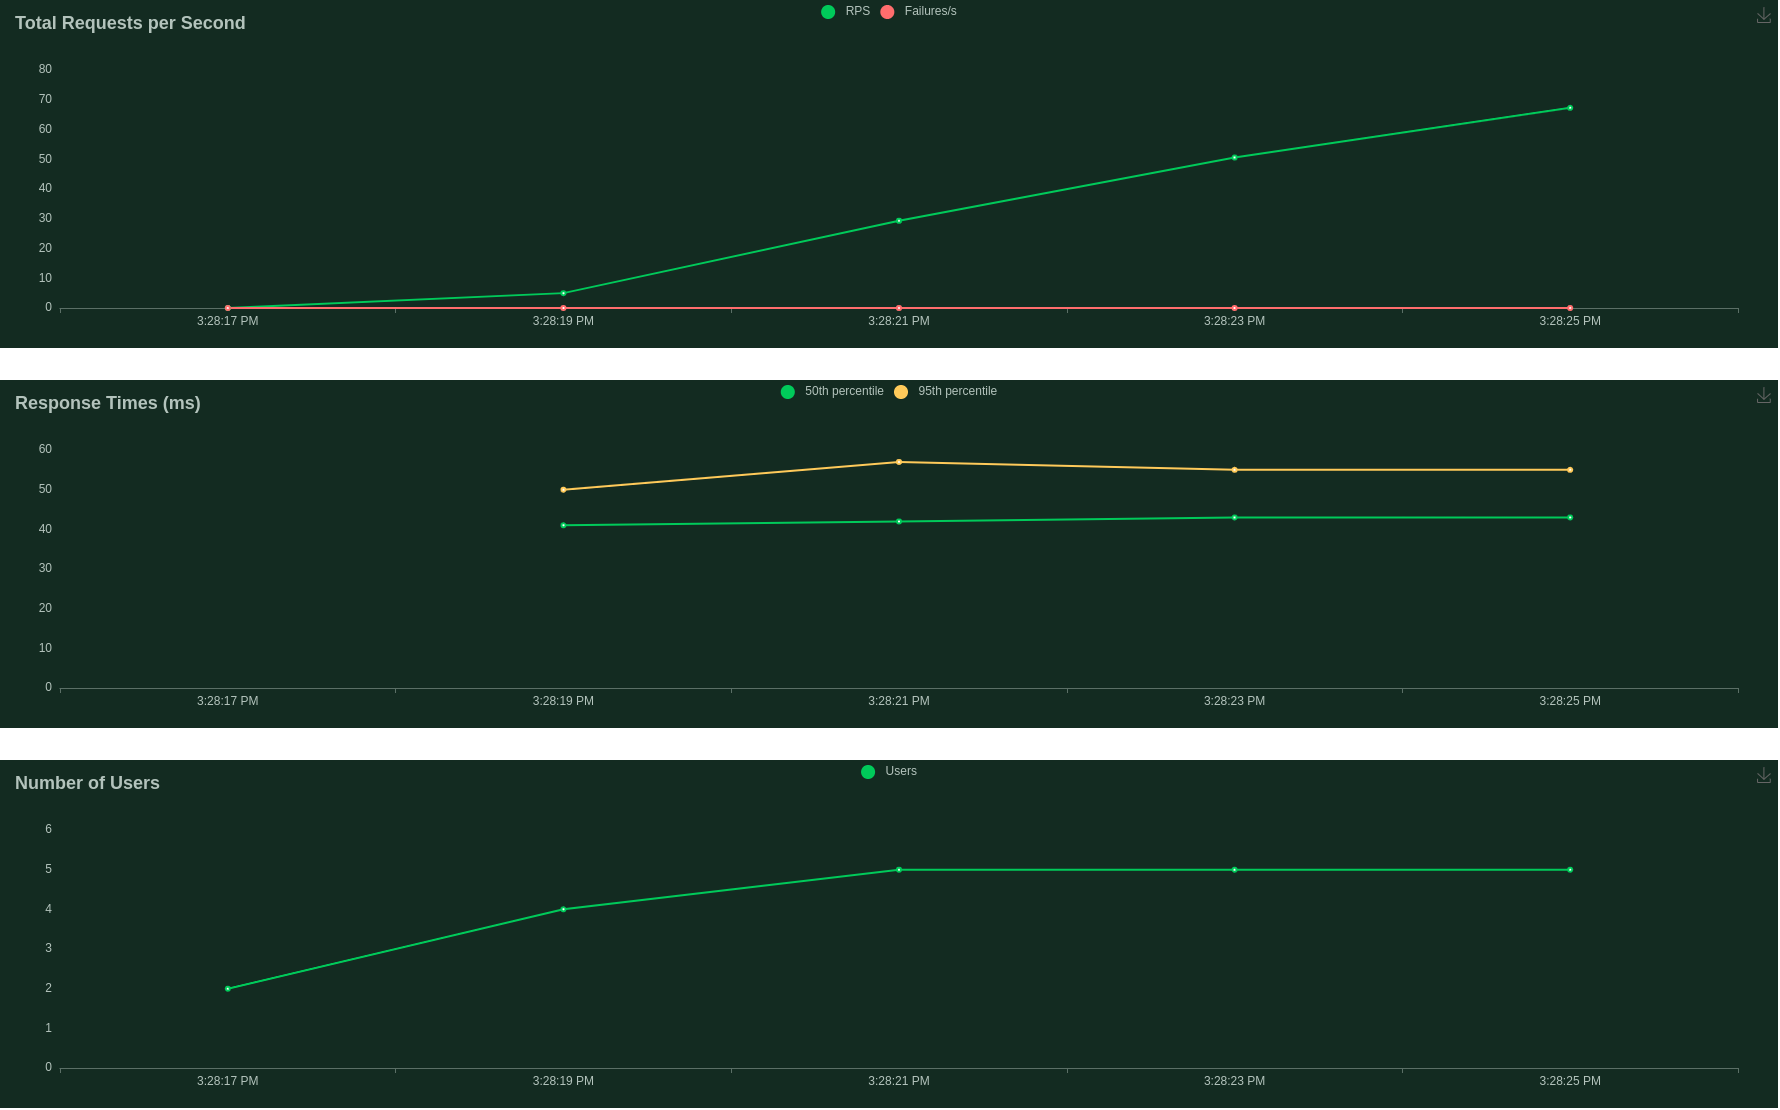 Total Requests per Second
RPS Failures/s
80
70
60
50
40
30
20
10
0
3:28:17 PM 3:28:19 PM 3:28:21 PM 3:28:23 PM 3:28:25 PM
Response Times (ms)
50th percentile 95th percentile
60
50
40
30
20
10
0
3:28:17 PM 3:28:19 PM 3:28:21 PM 3:28:23 PM 3:28:25 PM
Number of Users
Users
6
5
4
3
2
1
0
3:28:17 PM 3:28:19 PM 3:28:21 PM 3:28:23 PM 3:28:25 PM